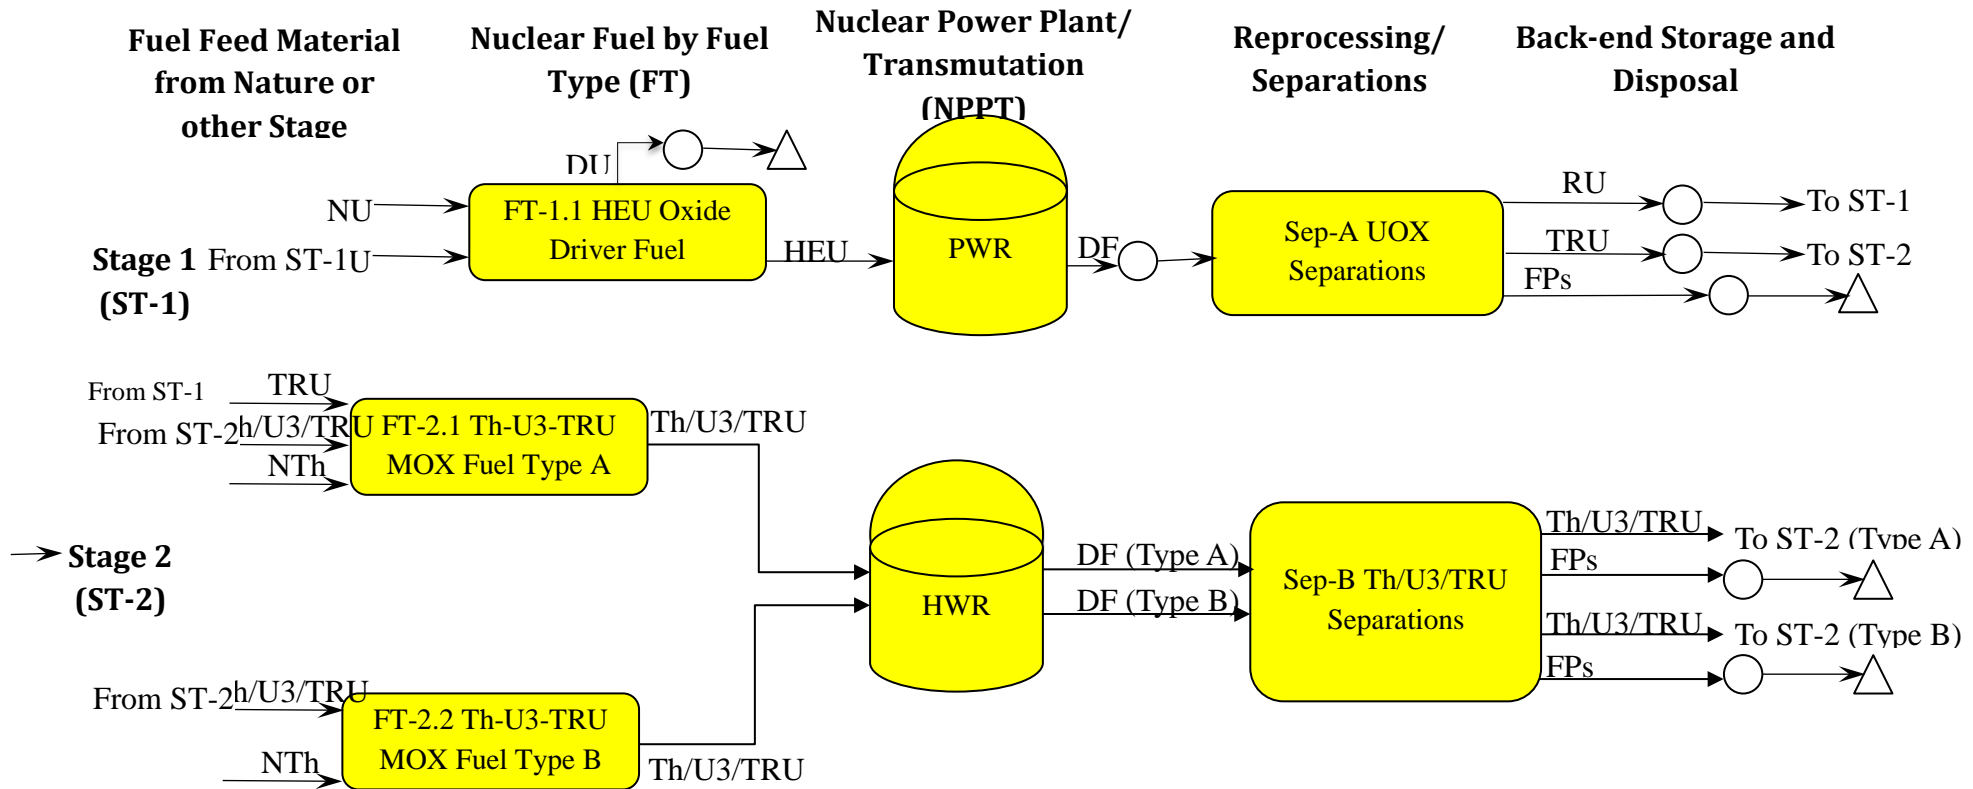 Fuel Feed Material
from Nature or
other Stage
Nuclear Fuel by Fuel
Type (FT)
Nuclear Power Plant/
Transmutation
(NPPT)
Reprocessing/
Separations
Back-end Storage and
Disposal
DU
NU
Stage 1
(ST-1)
From ST-1
U
FT-1.1 HEU Oxide
Driver Fuel
HEU
PWR
DF
Sep-A UOX
Separations
RU
To ST-1
TRU
To ST-2
FPs
From ST-1
TRU
From ST-2
h/U3/TRU
NTh
FT-2.1 Th-U3-TRU
MOX Fuel Type A
Th/U3/TRU
Stage 2
(ST-2)
HWR
DF (Type A)
DF (Type B)
Sep-B Th/U3/TRU
Separations
Th/U3/TRU
To ST-2 (Type A)
FPs
Th/U3/TRU
To ST-2 (Type B)
FPs
From ST-2
h/U3/TRU
NTh
FT-2.2 Th-U3-TRU
MOX Fuel Type B
Th/U3/TRU